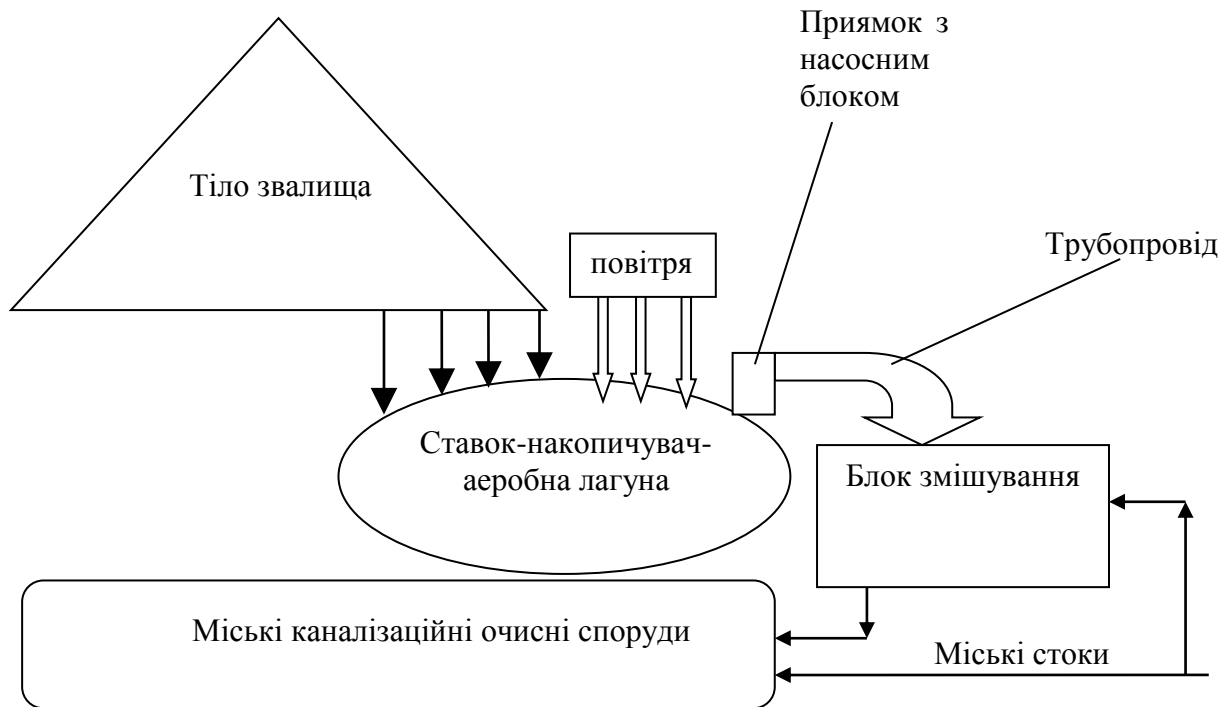 Приямок з
насосним
блоком
Тіло звалища
повітря
Трубопровід
Ставок-накопичувач-
аеробна лагуна
Блок змішування
Міські каналізаційні очисні споруди
Міські стоки